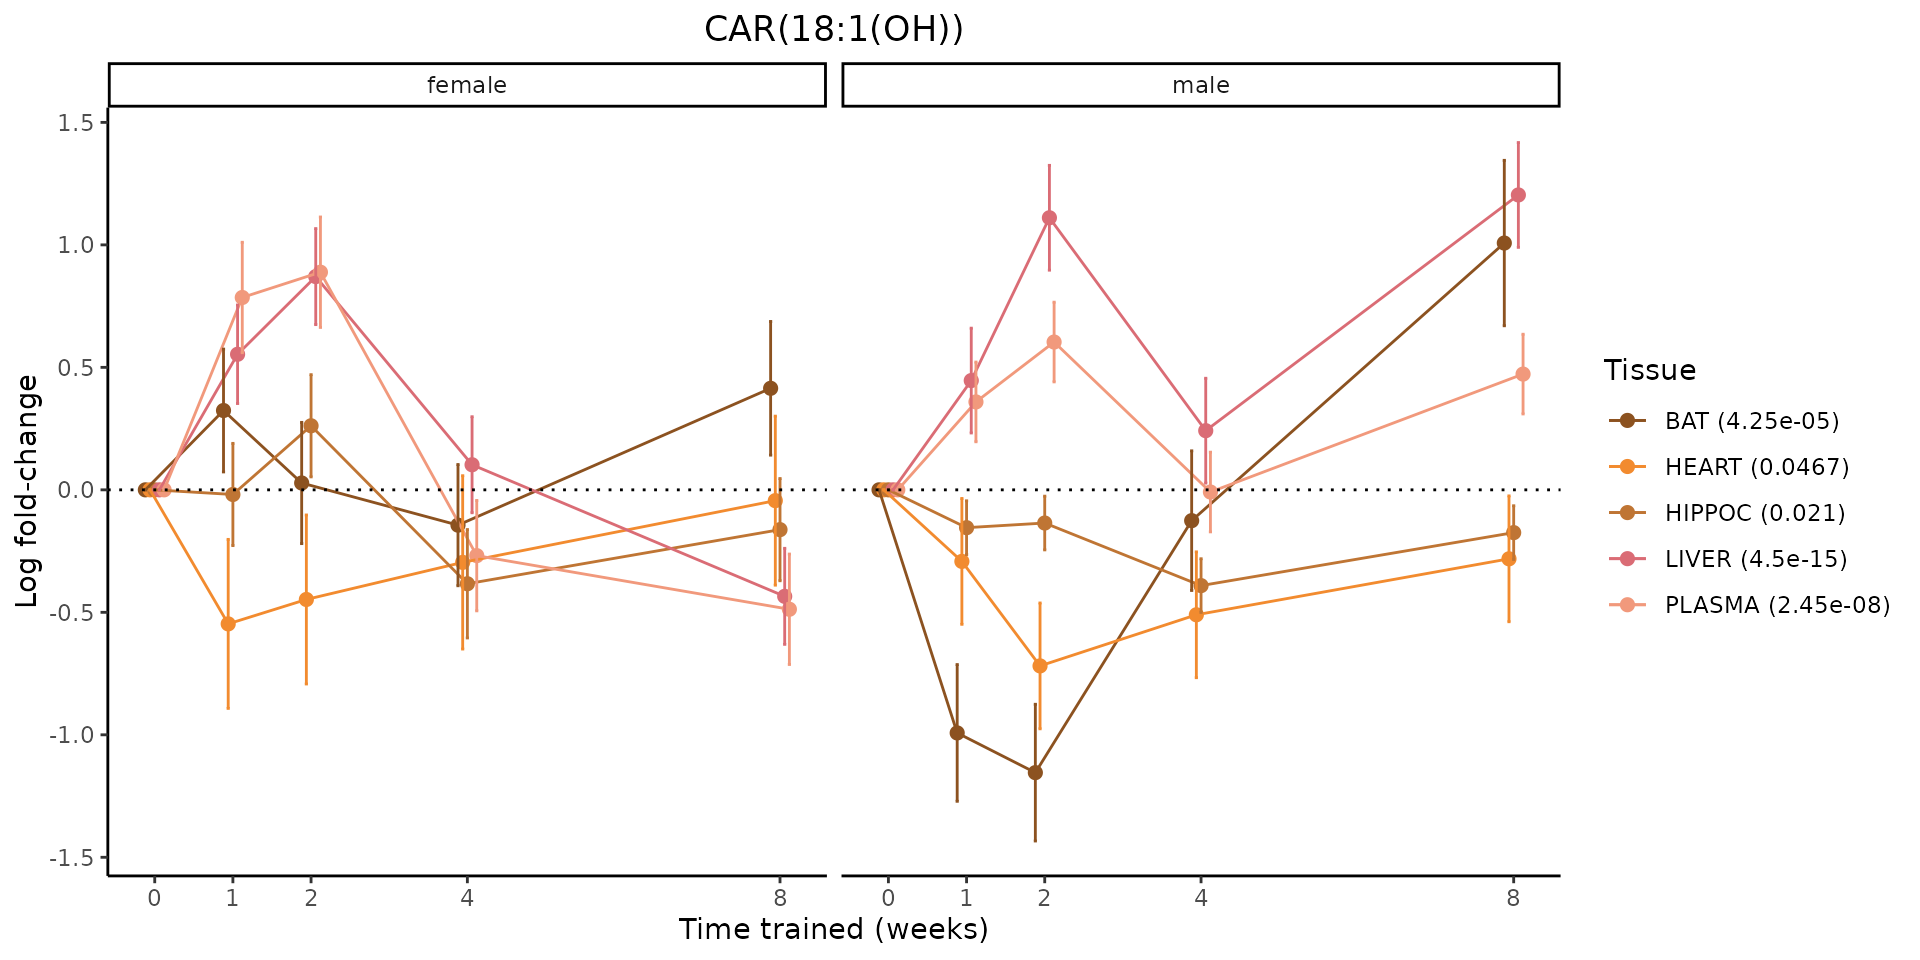 CAR(18:1(OH))
female
male
1.5
1.0
0.5
0.0
-0.5
-1.0
-1.5
Log fold-change
0 1 2 4 8
0 1 2 4 8
Time trained (weeks)
Tissue
BAT (4.25e-05)
HEART (0.0467)
HIPPOC (0.021)
LIVER (4.5e-15)
PLASMA (2.45e-08)